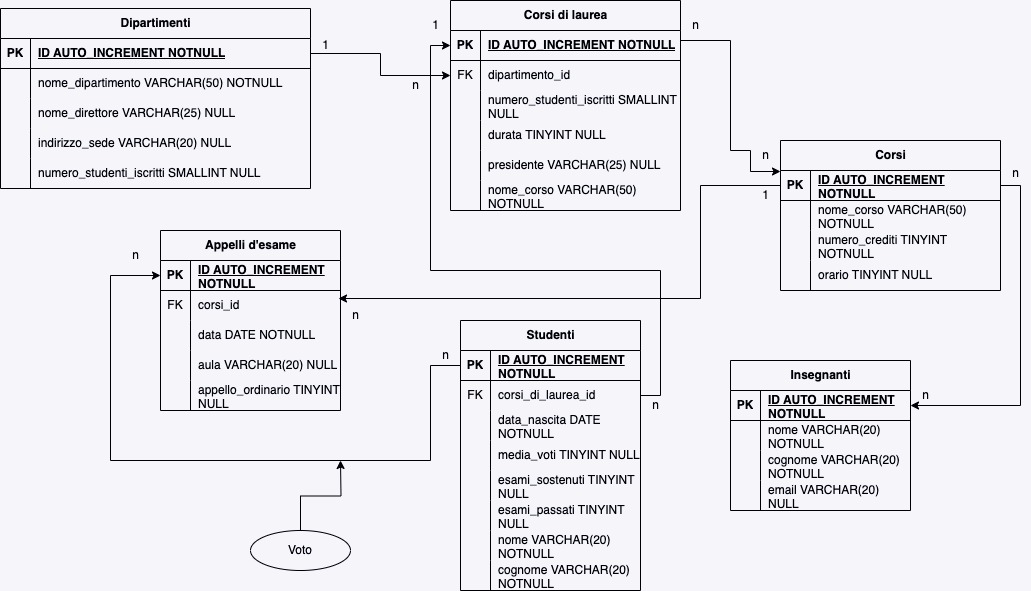 Dipartimenti
PK ID AUTO_INCREMENT NOTNULL
nome_dipartimento VARCHAR(50) NOTNULL
nome_direttore VARCHAR(25) NULL
indirizzo_sede VARCHAR(20) NULL
numero_studenti_iscritti SMALLINT NULL
1
n
1
Corsi di laurea
PK ID AUTO_INCREMENT NOTNULL
FK dipartimento_id
numero_studenti_iscritti SMALLINT
NULL
durata TINYINT NULL
presidente VARCHAR(25) NULL
nome_corso VARCHAR(50)
NOTNULL
n
n
1
Corsi
PK ID AUTO_INCREMENT
NOTNULL
nome_corso VARCHAR(50)
NOTNULL
numero_crediti TINYINT
NOTNULL
orario TINYINT NULL
n
n
Appelli d'esame
PK ID AUTO_INCREMENT
NOTNULL
FK corsi_id
data DATE NOTNULL
aula VARCHAR(20) NULL
appello_ordinario TINYINT
NULL
n
n
Studenti
PK ID AUTO_INCREMENT
NOTNULL
FK corsi_di_laurea_id
data_nascita DATE
NOTNULL
media_voti TINYINT NULL
esami_sostenuti TINYINT
NULL
esami_passati TINYINT
NULL
nome VARCHAR(20)
NOTNULL
cognome VARCHAR(20)
NOTNULL
n
Insegnanti
PK ID AUTO_INCREMENT
NOTNULL
nome VARCHAR(20)
NOTNULL
cognome VARCHAR(20)
NOTNULL
email VARCHAR(20)
NULL
n
Voto